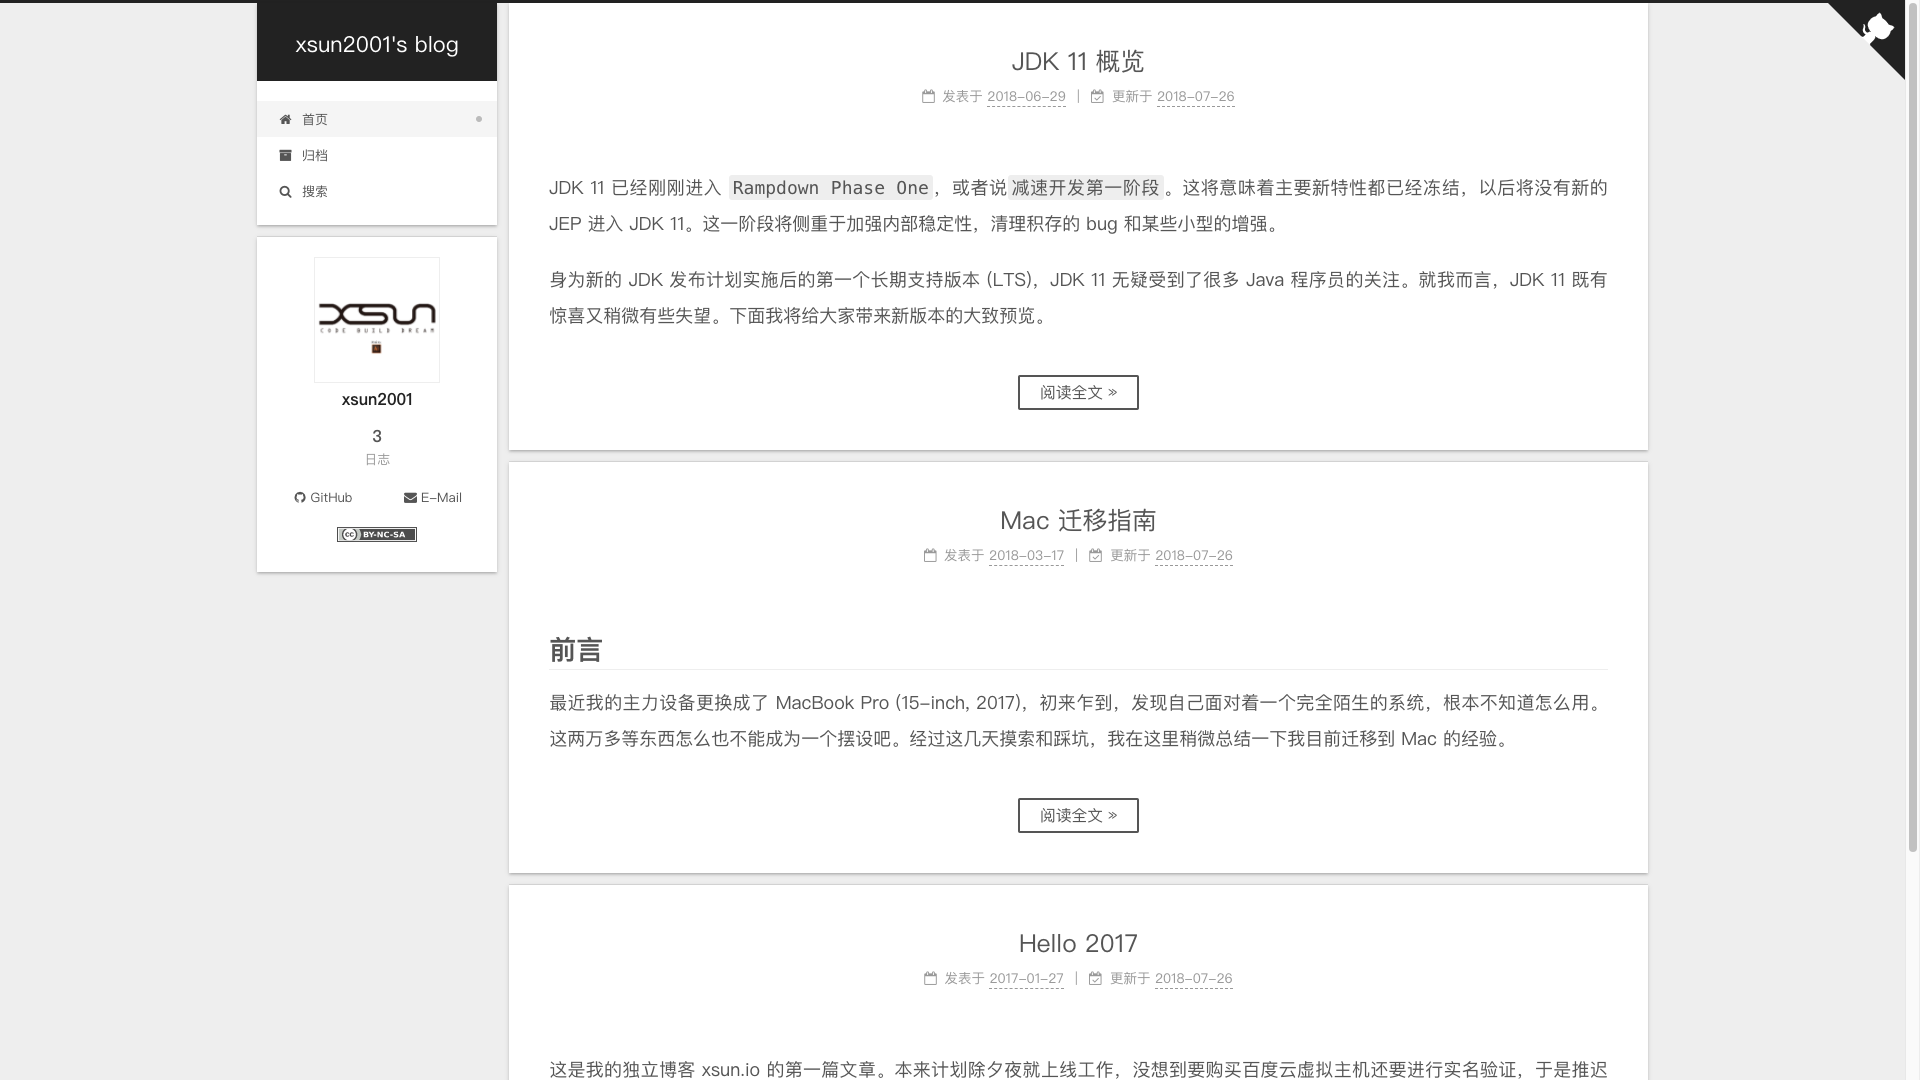 xsun2001's blog
首页
归档
搜索
XSUN
CODE BUILD DREAM
xsun2001
3
日志
GitHub E-Mail
cc BY-NC-SA
JDK 11 概览
发表于 2018-06-29 | 更新于 2018-07-26
JDK 11 已经刚刚进入 Rampdown Phase One，或者说减速开发第一阶段。这将意味着主要新特性都已经冻结，以后将没有新的
JEP 进入 JDK 11。这一阶段将侧重于加强内部稳定性，清理积存的 bug 和某些小型的增强。
身为新的 JDK 发布计划实施后的第一个长期支持版本 (LTS)，JDK 11 无疑受到了很多 Java 程序员的关注。就我而言，JDK 11 既有
惊喜又稍微有些失望。下面我将给大家带来新版本的大致预览。
阅读全文 »
Mac 迁移指南
发表于 2018-03-17 | 更新于 2018-07-26
前言
最近我的主力设备更换成了 MacBook Pro (15-inch, 2017)，初来乍到，发现自己面对着一个完全陌生的系统，根本不知道怎么用。
这两万多等东西怎么也不能成为一个摆设吧。经过这几天摸索和踩坑，我在这里稍微总结一下我目前迁移到 Mac 的经验。
阅读全文 »
Hello 2017
发表于 2017-01-27 | 更新于 2018-07-26
这是我的独立博客 xsun.io 的第一篇文章。本来计划除夕夜就上线工作，没想到要购买百度云虚拟主机还要进行实名验证，于是推迟